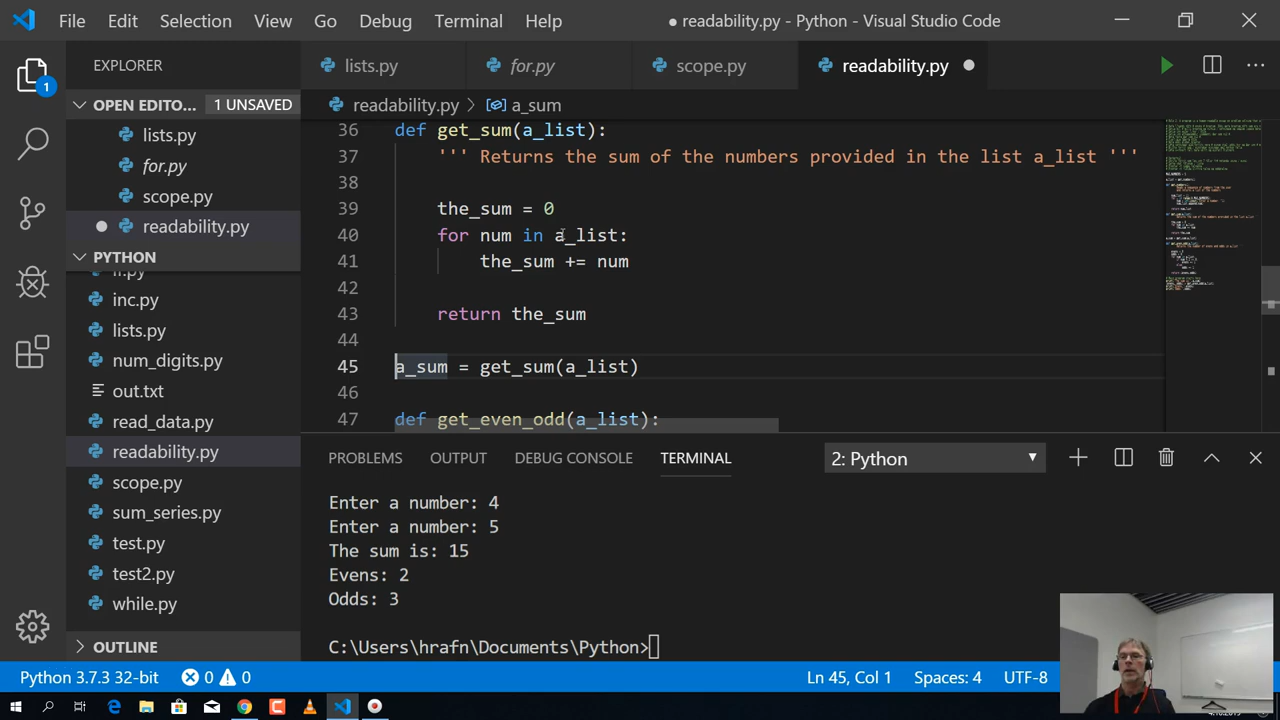 File Edit Selection View Go Debug Terminal Help ● readability.py - Python - Visual Studio Code
EXPLORER
lists.py for.py scope.py readability.py
OPEN EDITO... 1 UNSAVED
lists.py
for.py
scope.py
readability.py
PYTHON
inc.py
lists.py
num_digits.py
out.txt
read_data.py
readability.py
scope.py
sum_series.py
test.py
test2.py
while.py
OUTLINE
1
readability.py > a_sum
36 def get_sum(a_list):
37 ''' Returns the sum of the numbers provided in the list a_list '''
38
39 the_sum = 0
40 for num in a_list:
41 the_sum += num
42
43 return the_sum
44
45 a_sum = get_sum(a_list)
46
47 def get_even_odd(a_list):
PROBLEMS OUTPUT DEBUG CONSOLE TERMINAL 2: Python
Enter a number: 4
Enter a number: 5
The sum is: 15
Evens: 2
Odds: 3
C:\Users\hrafn\Documents\Python>
Python 3.7.3 32-bit 0 0 Ln 45, Col 1 Spaces: 4 UTF-8